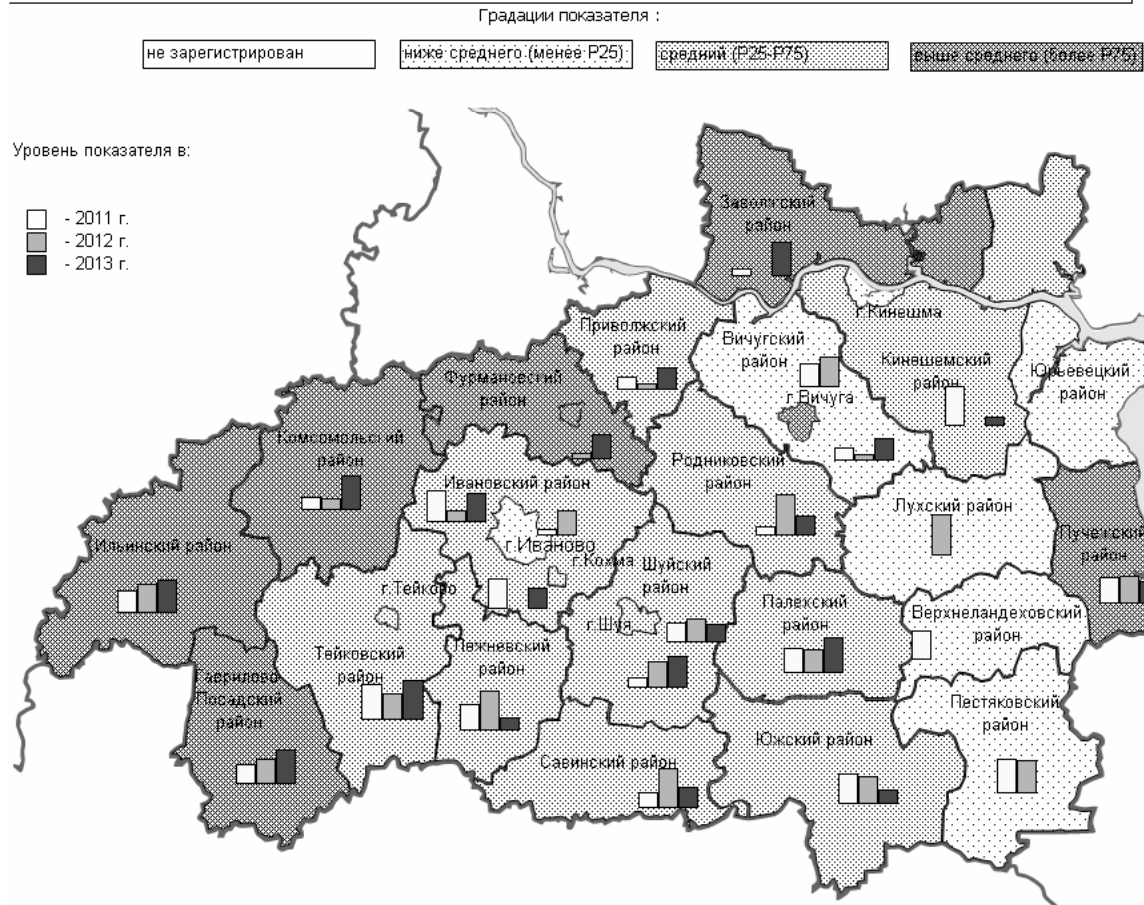 Градации показателя :
не зарегистрирован
ниже среднего (менее P25)
средний (P25-P75)
выше среднего (более P75)
Уровень показателя в:
- 2011 г.
- 2012 г.
- 2013 г.
Заволжский
район
г.Кинешма
Приволжский
район
Вичугский
район
Кинешемский
район
Юрьевецкий
район
Фурмановский
район
г.Вичуга
Комсомольский
район
Родниковский
район
Ивановский район
Лухский район
Ильинский район
г.Иваново
г.Кохма
Шуйский
район
Пучежский
район
г.Тейково
Палехский
район
Верхнеландеховский
район
г.Шуя
Тейковский
район
Лежневский
район
Гаврилово
Посадский
район
Пестяковский
район
Южский район
Савинский район